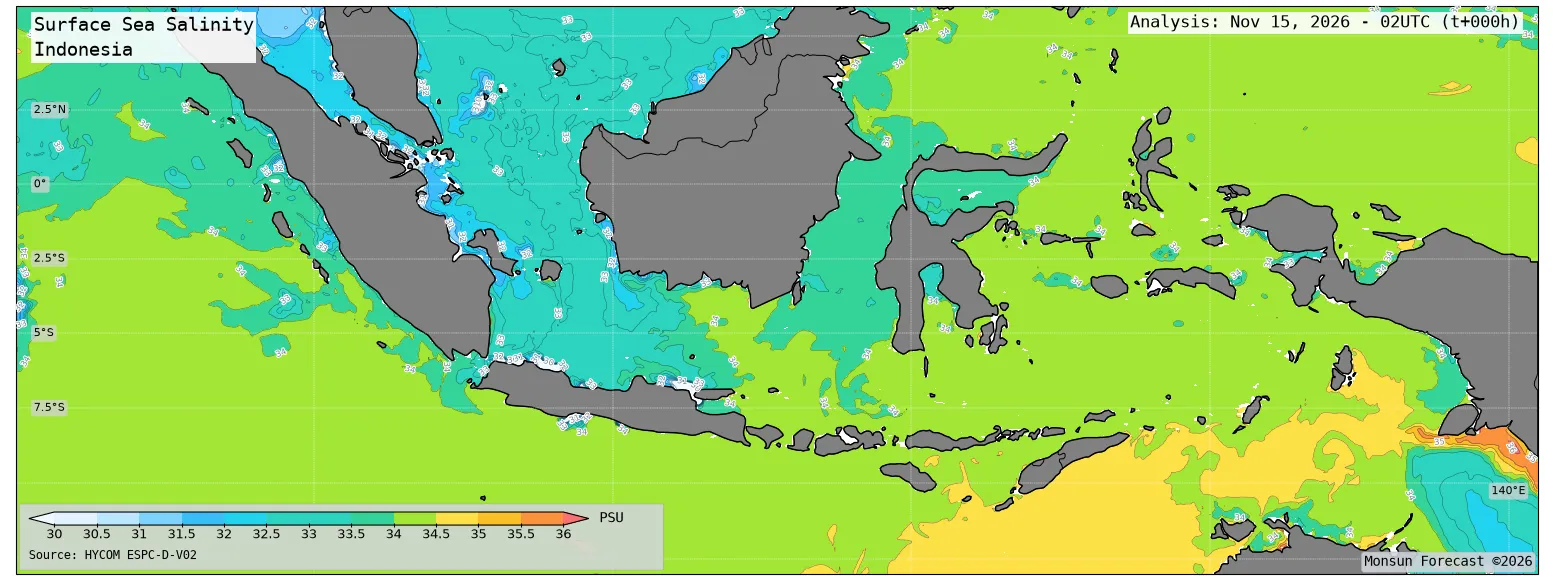 Surface Sea Salinity
Indonesia
Analysis: Nov 15, 2026 - 02UTC (t+000h)
2.5°N
0°
2.5°S
5°S
7.5°S
140°E
PSU
30 30.5 31 31.5 32 32.5 33 33.5 34 34.5 35 35.5 36
Source: HYCOM ESPC-D-V02
Monsun Forecast ©2026